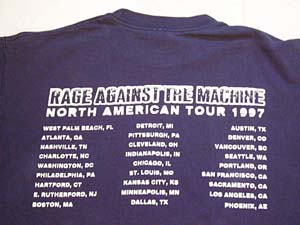 RAGE AGAINST THE MACHINE
NORTH AMERICAN TOUR 1997
WEST PALM BEACH, FL
ATLANTA, GA
NASHVILLE, TN
CHARLOTTE, NC
WASHINGTON, DC
PHILADELPHIA, PA
HARTFORD, CT
E. RUTHERFORD, NJ
BOSTON, MA
DETROIT, MI
PITTSBURGH, PA
CLEVELAND, OH
INDIANAPOLIS, IN
CHICAGO, IL
ST. LOUIS, MO
KANSAS CITY, KS
MINNEAPOLIS, MN
DALLAS, TX
AUSTIN, TX
DENVER, CO
VANCOUVER, BC
SEATTLE, WA
PORTLAND, OR
SAN FRANCISCO, CA
SACRAMENTO, CA
LOS ANGELES, CA
PHOENIX, AZ